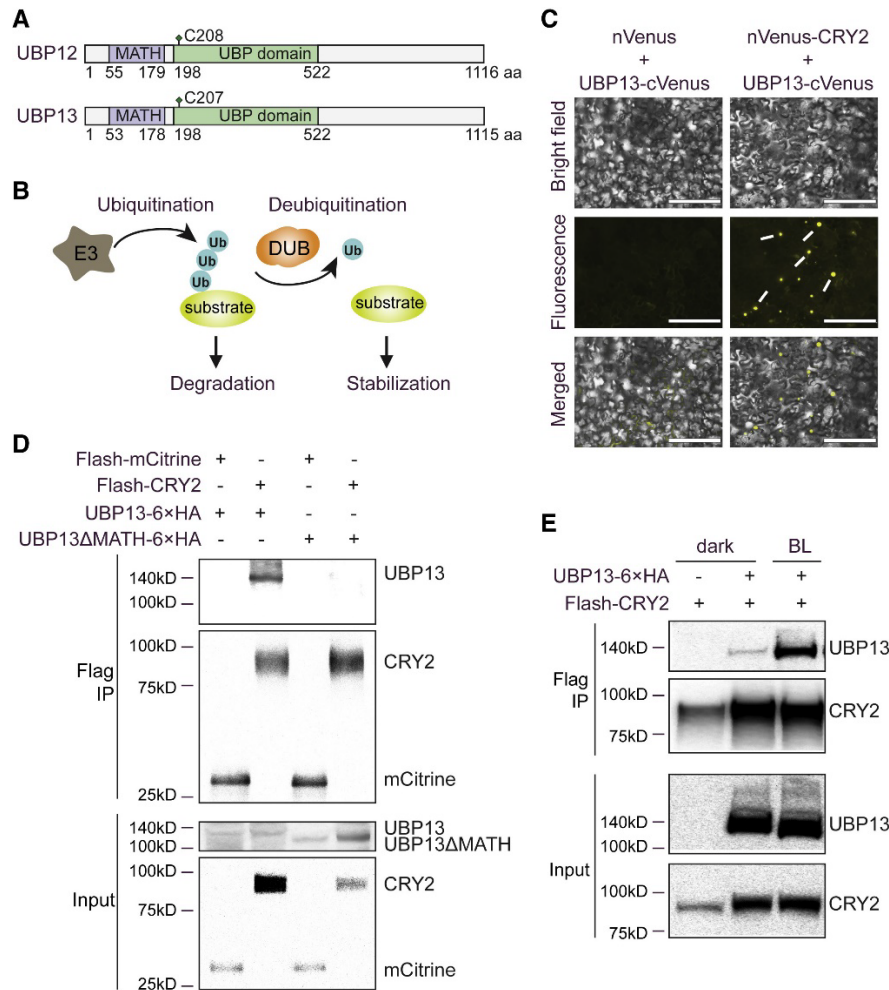 A
UBP12
C208
MATH
UBP domain
1 55 179 198 522 1116 aa
UBP13
C207
MATH
UBP domain
1 53 178 198 522 1115 aa
B
Ubiquitination
Deubiquitination
E3
Ub
Ub
Ub
DUB
Ub
substrate
substrate
Degradation
Stabilization
C
nVenus
+
UBP13-cVenus
nVenus-CRY2
+
UBP13-cVenus
Bright field
Fluorescence
Merged
D
Flash-mCitrine + - + -
Flash-CRY2 - + - +
UBP13-6×HA + + - -
UBP13ΔMATH-6×HA - - + +
Flag
IP
140kD
100kD
UBP13
100kD
75kD
25kD
CRY2
mCitrine
Input
140kD
100kD
UBP13
UBP13ΔMATH
100kD
75kD
25kD
CRY2
mCitrine
E
dark BL
UBP13-6×HA - + +
Flash-CRY2 + + +
Flag
IP
140kD
UBP13
100kD
75kD
CRY2
Input
140kD
100kD
UBP13
100kD
75kD
CRY2